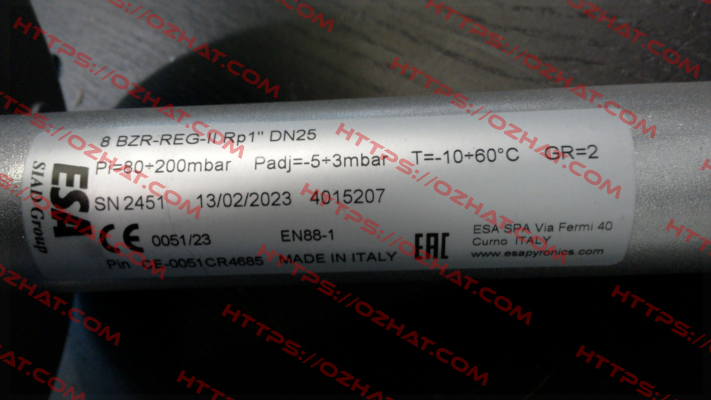 8 BZR-REG-II Rp1" DN25
Pi=80÷200mbar Padj=-5÷3mbar T=-10÷60°C GR=2
SN 2451 13/02/2023 4015207
CE 0051/23 EN88-1 EAC
Pin CE-0051CR4685 MADE IN ITALY
ESA SPA Via Fermi 40
Curno ITALY
www.esapyronics.com
ESA
SIAD Group
HTTPS://OZHAT.COM